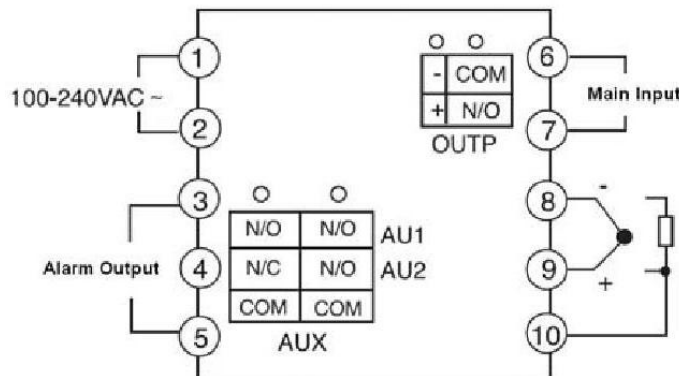 1
6
- COM
100-240VAC ~
Main Input
+ N/O
2
7
OUTP
3
8
-
N/O N/O AU1
Alarm Output
4
N/C N/O AU2
9
+
COM COM
5
10
AUX